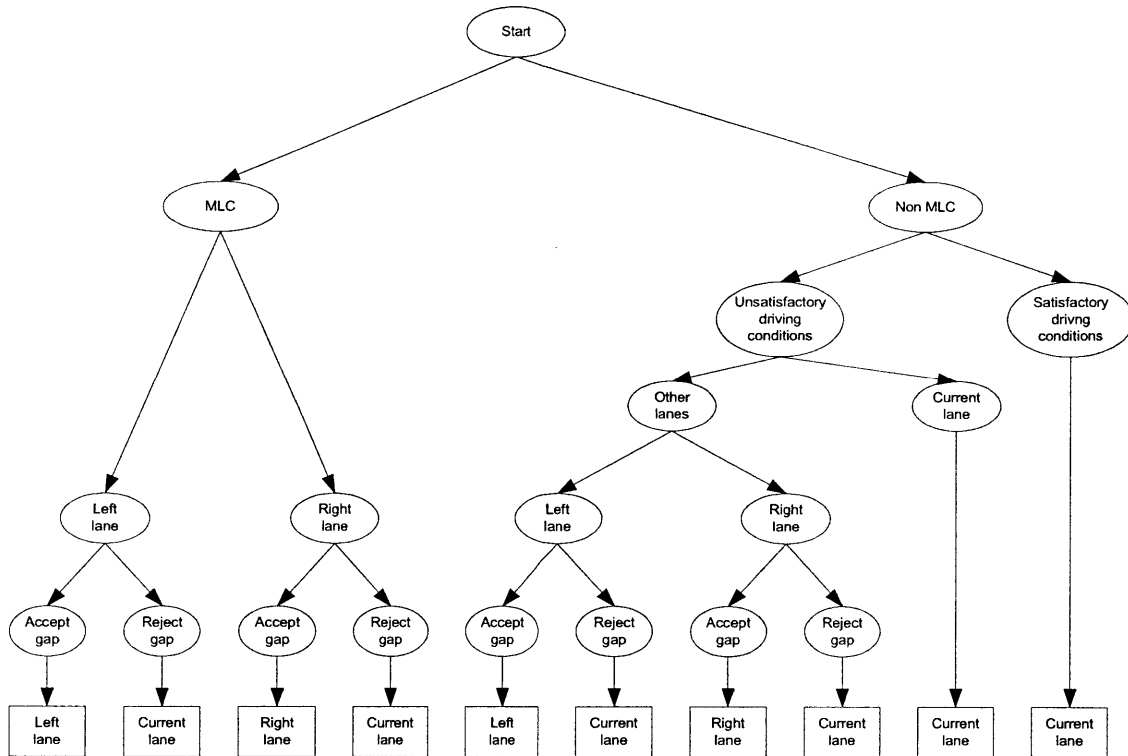 Start
MLC
Non MLC
Unsatisfactory
driving
conditions
Satisfactory
drivng
conditions
Other
lanes
Current
lane
Left
lane
Right
lane
Left
lane
Right
lane
Accept
gap
Reject
gap
Accept
gap
Reject
gap
Accept
gap
Reject
gap
Accept
gap
Reject
gap
Left
lane
Current
lane
Right
lane
Current
lane
Left
lane
Current
lane
Right
lane
Current
lane
Current
lane
Current
lane